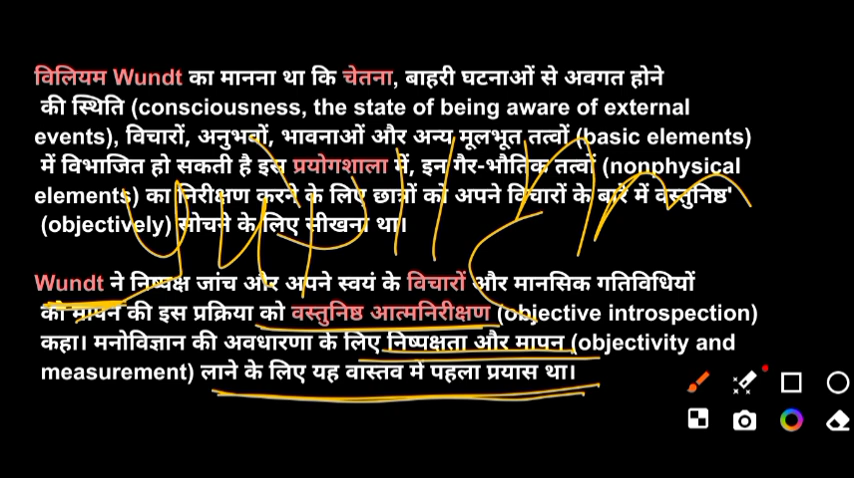 विलियम Wundt का मानना था कि चेतना, बाहरी घटनाओं से अवगत होने
की स्थिति (consciousness, the state of being aware of external
events), विचारों, अनुभवों, भावनाओं और अन्य मूलभूत तत्वों (basic elements)
में विभाजित हो सकती है इस प्रयोगशाला में, इन गैर-भौतिक तत्वों (nonphysical
elements) का निरीक्षण करने के लिए छात्रों को अपने विचारों के बारे में वस्तुनिष्ठ
(objectively) सोचने के लिए सीखना था।
Wundt ने निष्पक्ष जांच और अपने स्वयं के विचारों और मानसिक गतिविधियों
को मापने की इस प्रक्रिया को वस्तुनिष्ठ आत्मनिरीक्षण (objective introspection)
कहा। मनोविज्ञान की अवधारणा के लिए निष्पक्षता और मापन (objectivity and
measurement) लाने के लिए यह वास्तव में पहला प्रयास था।